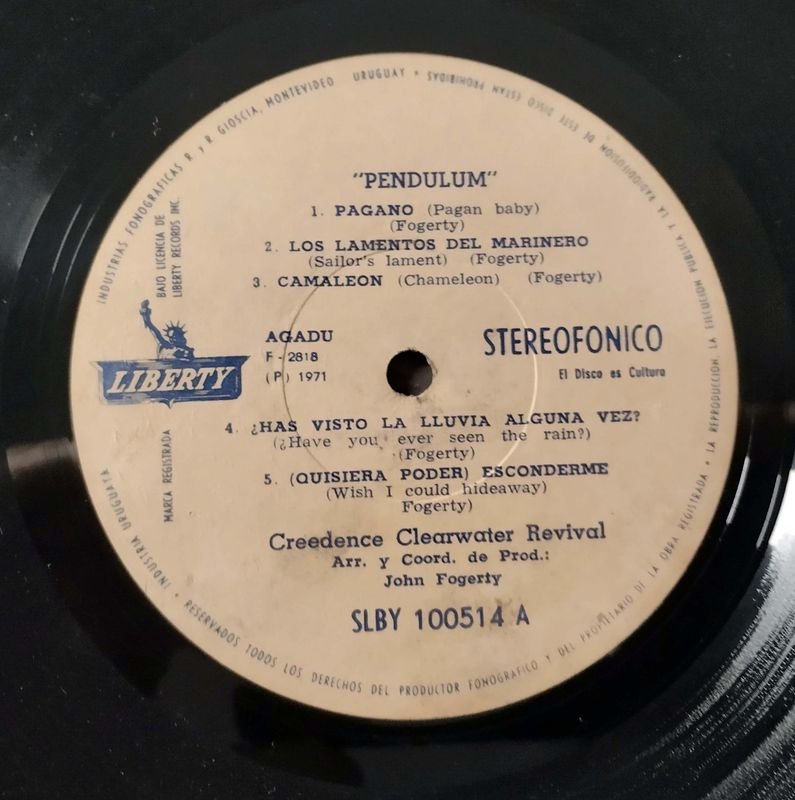 "PENDULUM"
1. PAGANO (Pagan baby)
(Fogerty)
2. LOS LAMENTOS DEL MARINERO
(Sailor's lament) (Fogerty)
3. CAMALEON (Chameleon) (Fogerty)
AGADU
F - 2818
(P) 1971
STEREOFONICO
El Disco es Cultura
LIBERTY
BAJO LICENCIA DE
LIBERTY RECORDS INC.
MARCA REGISTRADA
4. ¿HAS VISTO LA LLUVIA ALGUNA VEZ?
(¿Have you ever seen the rain?)
(Fogerty)
5. (QUISIERA PODER) ESCONDERME
(Wish I could hideaway)
Fogerty)
Creedence Clearwater Revival
Arr. y Coord. de Prod.:
John Fogerty
SLBY 100514 A
INDUSTRIAS FONOGRAFICAS R. y R. GIOSCIA, MONTEVIDEO URUGUAY •
INDUSTRIA URUGUAYA • RESERVADOS TODOS LOS DERECHOS DEL PRODUCTOR FONOGRAFICO Y DEL PROPIETARIO DE LA OBRA REGISTRADA • LA REPRODUCCION, LA EJECUCION PUBLICA Y LA RADIODIFUSION DE ESTE DISCO ESTAN PROHIBIDAS